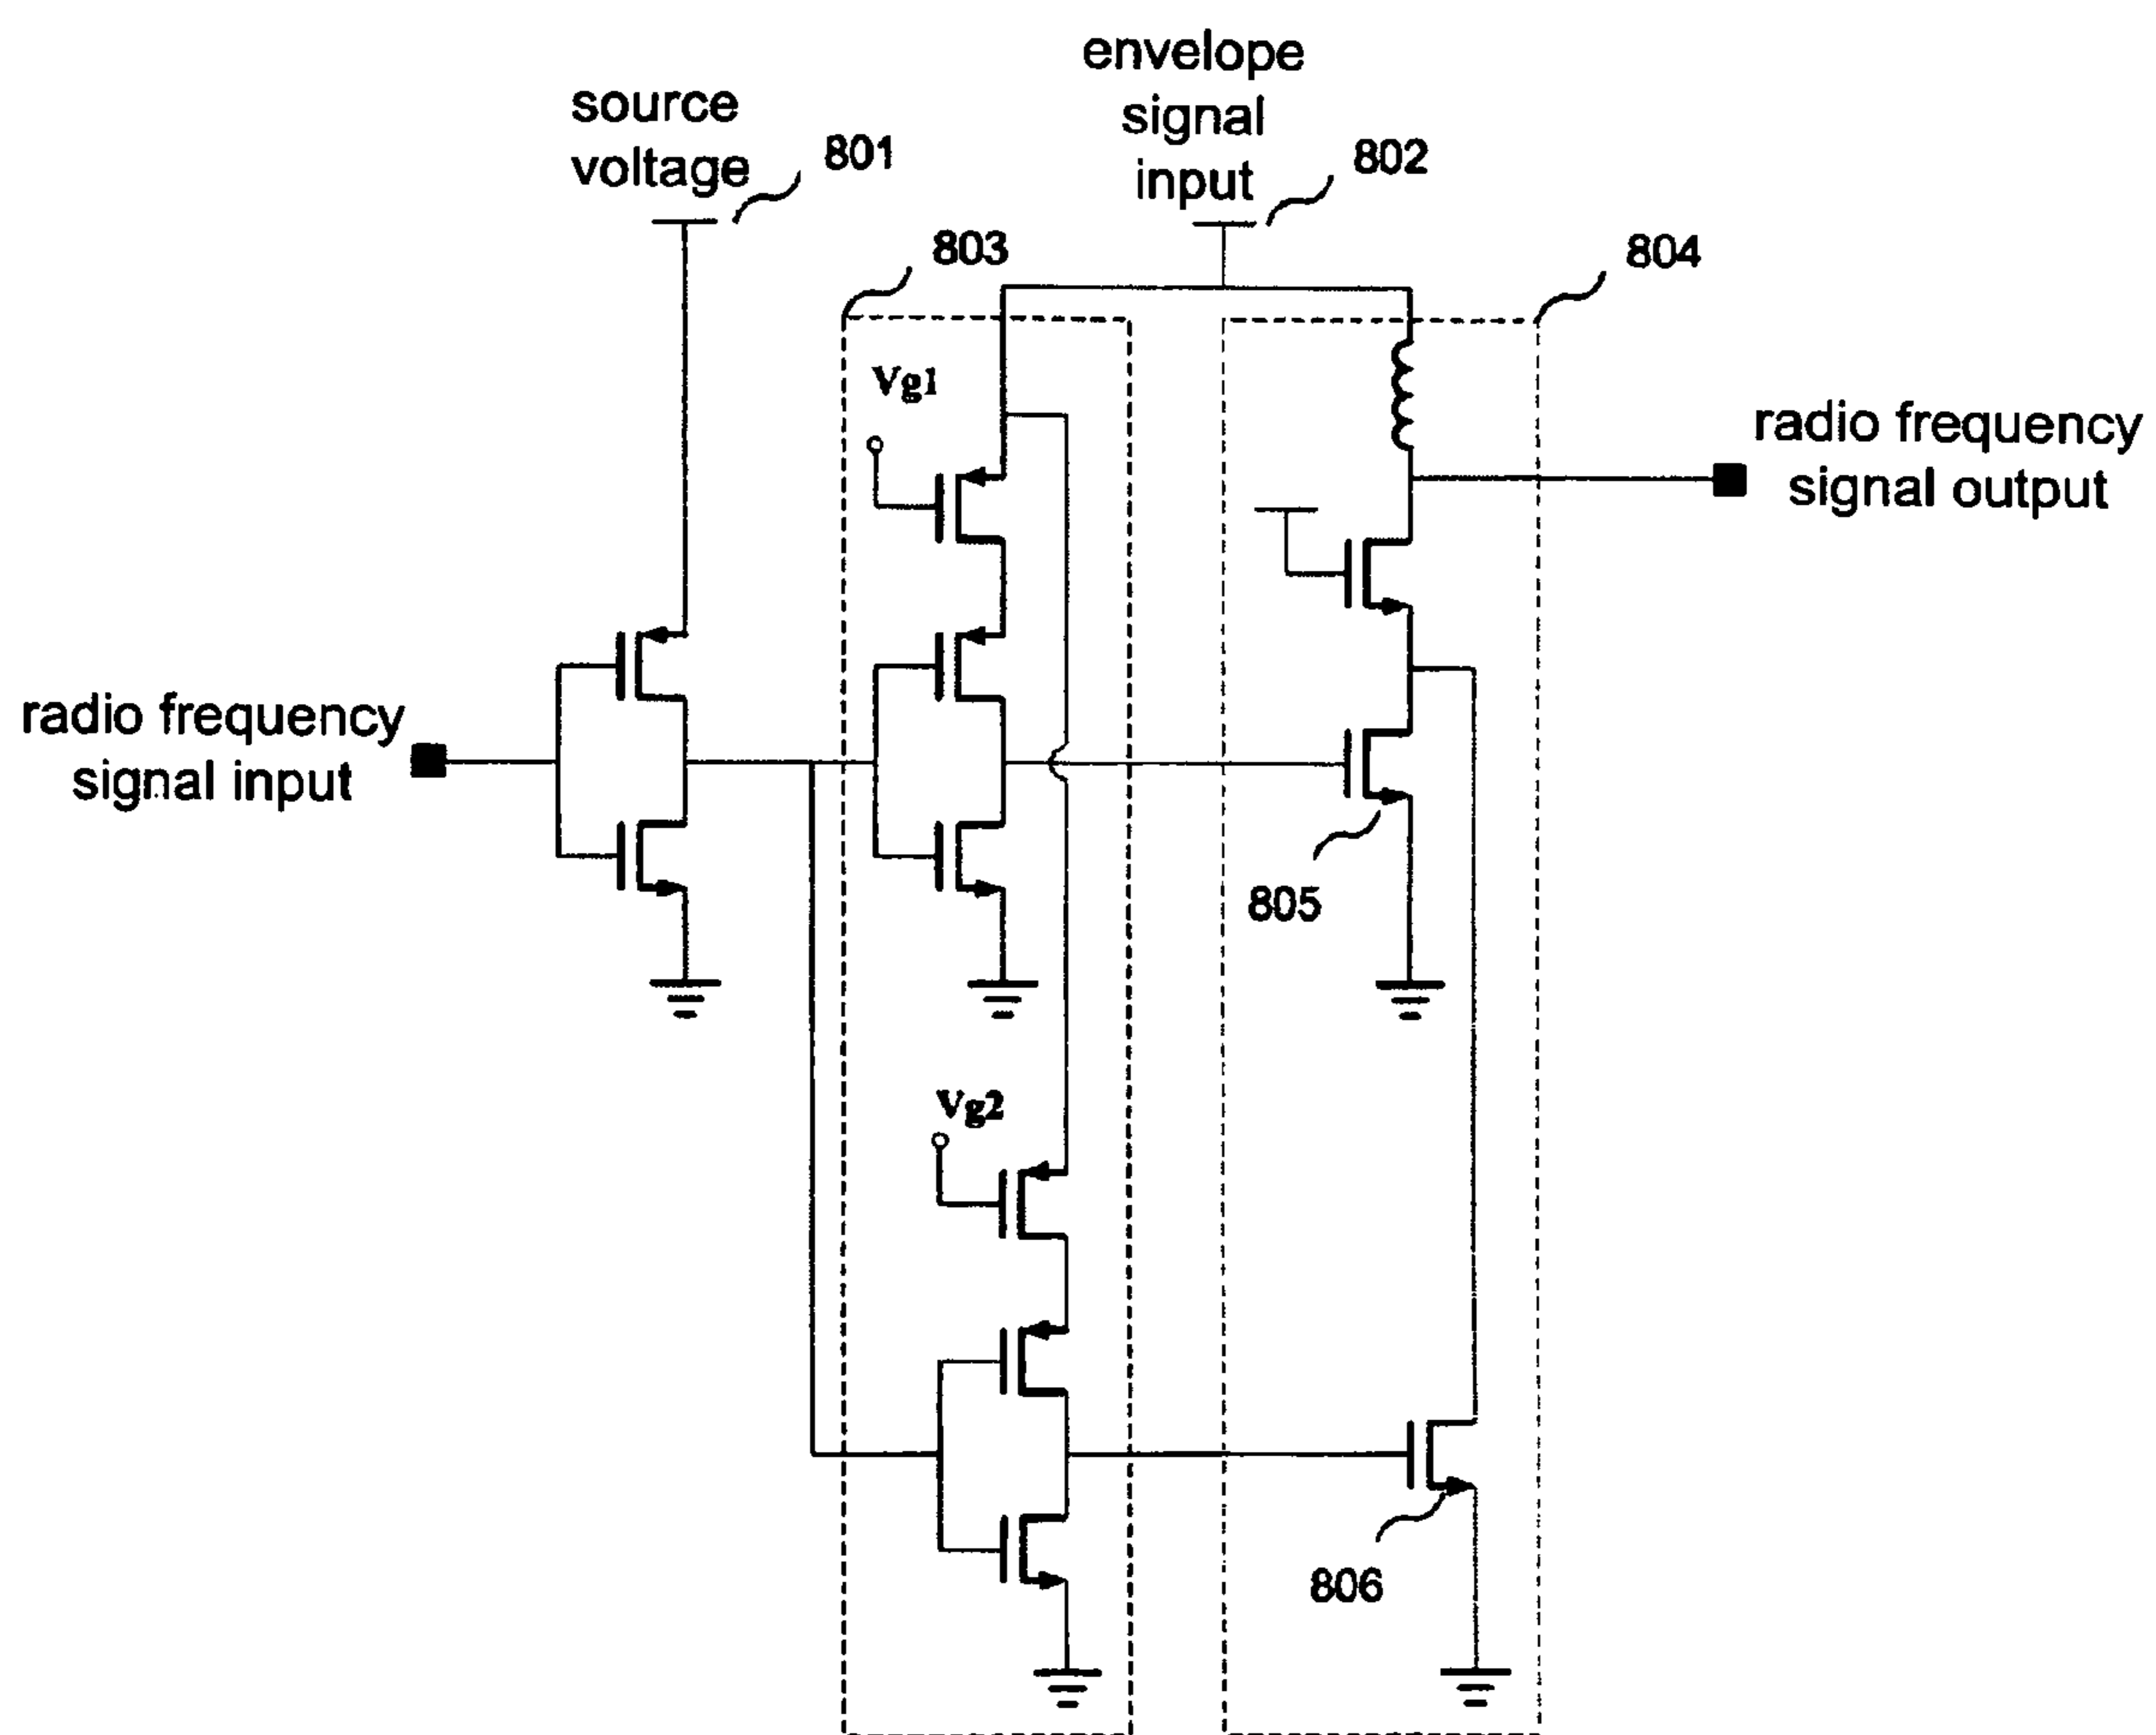 envelope
signal
input
802
source
voltage
801
803
804
Vg1
radio frequency
signal output
radio frequency
signal input
805
Vg2
806